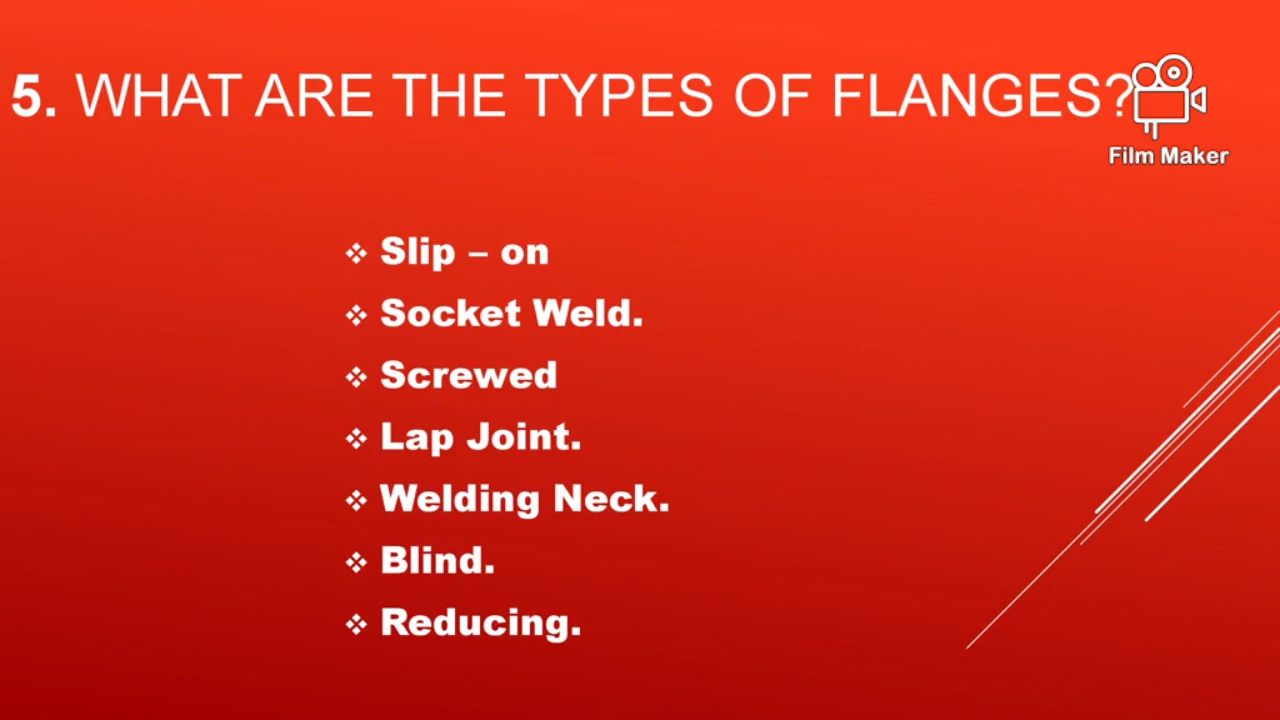 5. WHAT ARE THE TYPES OF FLANGES?
Film Maker
❖ Slip – on
❖ Socket Weld.
❖ Screwed
❖ Lap Joint.
❖ Welding Neck.
❖ Blind.
❖ Reducing.